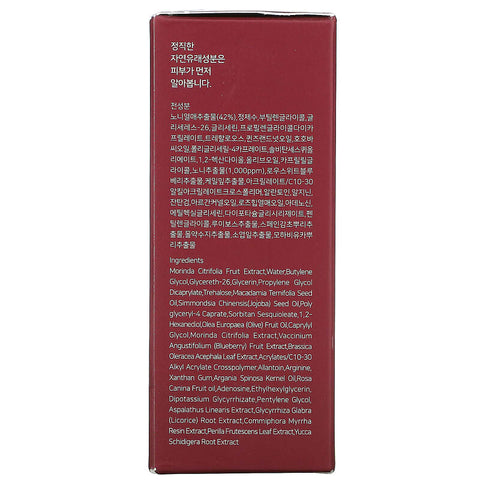 정직한
자연유래성분은
피부가 먼저
알아봅니다.
전성분
노니열매추출물(42%),정제수,부틸렌글라이콜,글
리세레스-26,글리세린,프로필렌글라이콜다이카
프릴레이트,트레할로오스,퀸즈랜드넛오일,호호바
씨오일,폴리글리세릴-4카프레이트,솔비탄세스퀴올
리에이트,1,2-헥산다이올,올리브오일,카프릴릴글
라이콜,노니추출물(1,000ppm),로우스위트블루
베리추출물,케일잎추출물,아크릴레이트/C10-30
알킬아크릴레이트크로스폴리머,알란토인,알지닌,
잔탄검,아르간커넬오일,로즈힙열매오일,아데노신,
에틸헥실글리세린,다이포타슘글리시리제이트,펜
틸렌글라이콜,루이보스추출물,스페인감초뿌리추
출물,몰약수지추출물,소엽잎추출물,모하비유카뿌
리추출물
Ingredients
Morinda Citrifolia Fruit Extract,Water,Butylene
Glycol,Glycereth-26,Glycerin,Propylene Glycol
Dicaprylate,Trehalose,Macadamia Ternifolia Seed
Oil,Simmondsia Chinensis(Jojoba) Seed Oil,Poly
glyceryl-4 Caprate,Sorbitan Sesquioleate,1,2-
Hexanediol,Olea Europaea (Olive) Fruit Oil,Caprylyl
Glycol,Morinda Citrifolia Extract,Vaccinium
Angustifolium (Blueberry) Fruit Extract,Brassica
Oleracea Acephala Leaf Extract,Acrylates/C10-30
Alkyl Acrylate Crosspolymer,Allantoin,Arginine,
Xanthan Gum,Argania Spinosa Kernel Oil,Rosa
Canina Fruit oil,Adenosine,Ethylhexylglycerin,
Dipotassium Glycyrrhizate,Pentylene Glycol,
Aspalathus Linearis Extract,Glycyrrhiza Glabra
(Licorice) Root Extract,Commiphora Myrrha
Resin Extract,Perilla Frutescens Leaf Extract,Yucca
Schidigera Root Extract